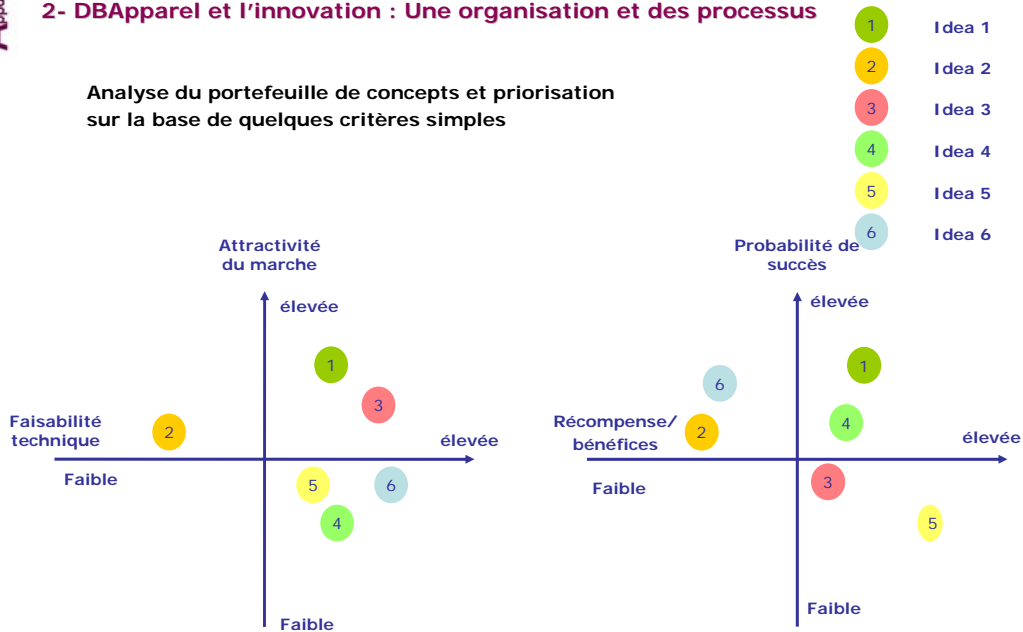 2- DBApparel et l'innovation : Une organisation et des processus
1 Idea 1
2 Idea 2
3 Idea 3
4 Idea 4
5 Idea 5
6 Idea 6
Analyse du portefeuille de concepts et priorisation
sur la base de quelques critères simples
Attractivité
du marche
élevée
1
3
Faisabilité
technique
2
élevée
Faible
5
6
4
Faible
Probabilité de
succès
élevée
1
6
4
Récompense/
bénéfices
2
élevée
Faible
3
5
Faible